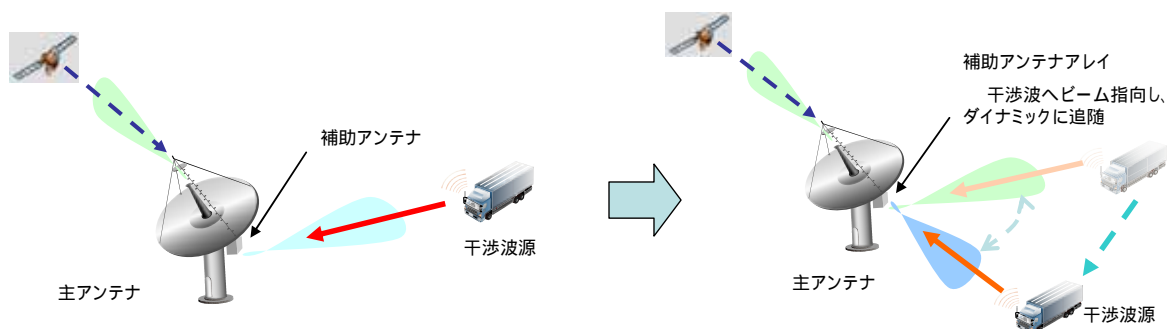 補助アンテナ
干渉波源
主アンテナ
補助アンテナアレイ
干渉波へビーム指向し、
ダイナミックに追随
主アンテナ
干渉波源